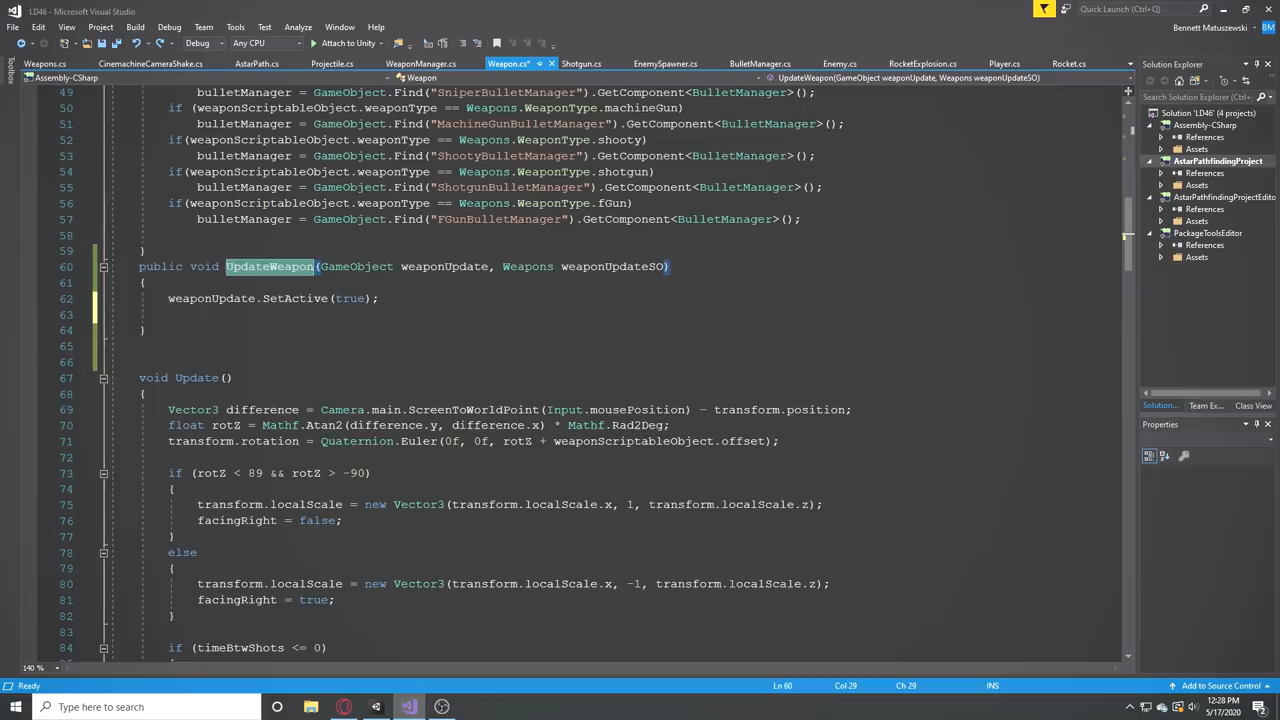 LD46 - Microsoft Visual Studio
Quick Launch (Ctrl+Q)
File Edit View Project Build Debug Team Tools Test Analyze Window Help
Bennett Matuszewski BM
Debug Any CPU Attach to Unity
Toolbox
Weapons.cs CinemachineCameraShake.cs AstarPath.cs Projectile.cs WeaponManager.cs Weapon.cs* Shotgun.cs EnemySpawner.cs BulletManager.cs Enemy.cs RocketExplosion.cs Player.cs Rocket.cs
Assembly-CSharp Weapon UpdateWeapon(GameObject weaponUpdate, Weapons weaponUpdateSO)
49 bulletManager = GameObject.Find("SniperBulletManager").GetComponent<BulletManager>();
50 if (weaponScriptableObject.weaponType == Weapons.WeaponType.machineGun)
51 bulletManager = GameObject.Find("MachineGunBulletManager").GetComponent<BulletManager>();
52 if(weaponScriptableObject.weaponType == Weapons.WeaponType.shooty)
53 bulletManager = GameObject.Find("ShootyBulletManager").GetComponent<BulletManager>();
54 if(weaponScriptableObject.weaponType == Weapons.WeaponType.shotgun)
55 bulletManager = GameObject.Find("ShotgunBulletManager").GetComponent<BulletManager>();
56 if(weaponScriptableObject.weaponType == Weapons.WeaponType.fGun)
57 bulletManager = GameObject.Find("FGunBulletManager").GetComponent<BulletManager>();
58
59 }
60 public void UpdateWeapon(GameObject weaponUpdate, Weapons weaponUpdateSO)
61 {
62 weaponUpdate.SetActive(true);
63
64 }
65
66
67 void Update()
68 {
69 Vector3 difference = Camera.main.ScreenToWorldPoint(Input.mousePosition) - transform.position;
70 float rotZ = Mathf.Atan2(difference.y, difference.x) * Mathf.Rad2Deg;
71 transform.rotation = Quaternion.Euler(0f, 0f, rotZ + weaponScriptableObject.offset);
72
73 if (rotZ < 89 && rotZ > -90)
74 {
75 transform.localScale = new Vector3(transform.localScale.x, 1, transform.localScale.z);
76 facingRight = false;
77 }
78 else
79 {
80 transform.localScale = new Vector3(transform.localScale.x, -1, transform.localScale.z);
81 facingRight = true;
82 }
83
84 if (timeBtwShots <= 0)
140 %
Solution Explorer
Search Solution Explorer (Ctrl+
Solution 'LD46' (4 projects)
Assembly-CSharp
References
Assets
AstarPathfindingProject
References
Assets
AstarPathfindingProjectEdito
References
Assets
PackageToolsEditor
References
Assets
Solution... Team Ex... Class View
Properties
Ready Ln 60 Col 29 Ch 29 INS Add to Source Control
Type here to search
12:28 PM
5/17/2020
2